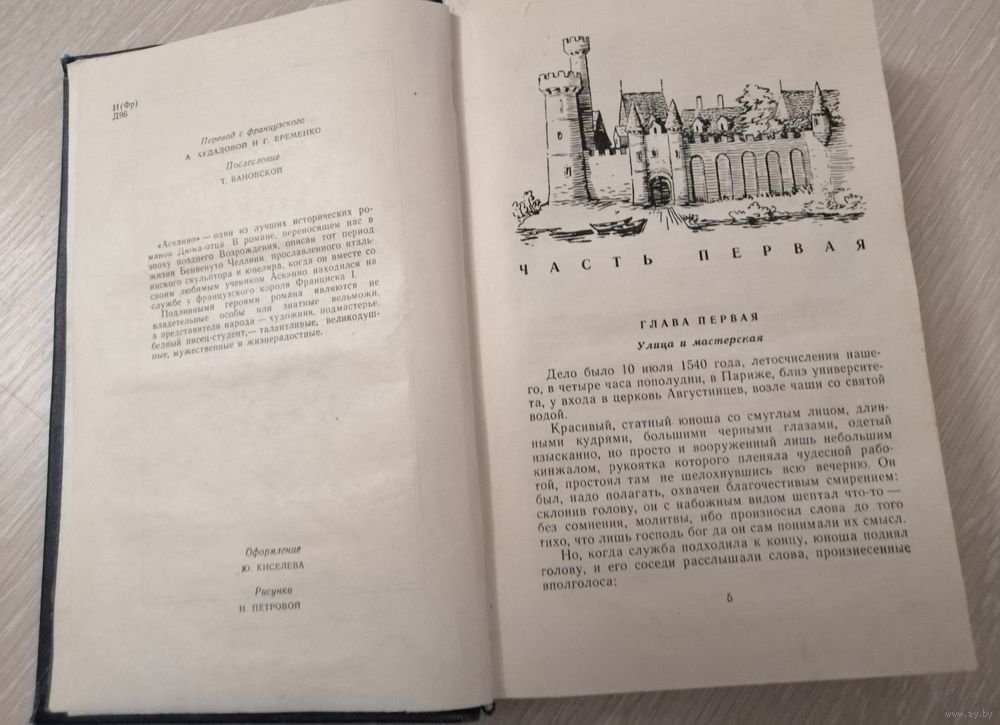 И(Фр)
Д96
Перевод с французского
А. ХУДАДОВОЙ И Г. ЕРЕМЕНКО
Послесловие
Т. ВАНОВСКОЙ
«Асканио» — один из лучших исторических ро-
манов Дюма-отца. В романе, переносящем нас в
эпоху позднего Возрождения, описан тот период
жизни Бенвенуто Челлини, прославленного италь-
янского скульптора и ювелира, когда он вместе со
своим любимым учеником Асканио находился на
службе у французского короля Франциска I.
Подлинными героями романа являются не
владетельные особы или знатные вельможи,
а представители народа — художник, подмастерье,
бедный писец-студент,— талантливые, великодуш-
ные, мужественные и жизнерадостные.
Оформление
Ю. КИСЕЛЕВА
Рисунки
И. ПЕТРОВОЙ
ЧАСТЬ ПЕРВАЯ
ГЛАВА ПЕРВАЯ
Улица и мастерская
Дело было 10 июля 1540 года, летосчисления наше-
го, в четыре часа пополудни, в Париже, близ университе-
та, у входа в церковь Августинцев, возле чаши со святой
водой.
Красивый, статный юноша со смуглым лицом, длин-
ными кудрями, большими черными глазами, одетый
изысканно, но просто и вооруженный лишь небольшим
кинжалом, рукоятка которого пленяла чудесной рабо-
той, простоял там не шелохнувшись всю вечерню. Он
был, надо полагать, охвачен благочестивым смирением:
склонив голову, он с набожным видом шептал что-то —
без сомнения, молитвы, ибо произносил слова до того
тихо, что лишь господь бог да он сам понимали их смысл.
Но, когда служба подходила к концу, юноша поднял
голову, и его соседи расслышали слова, произнесенные
вполголоса:
5
www.ay.by